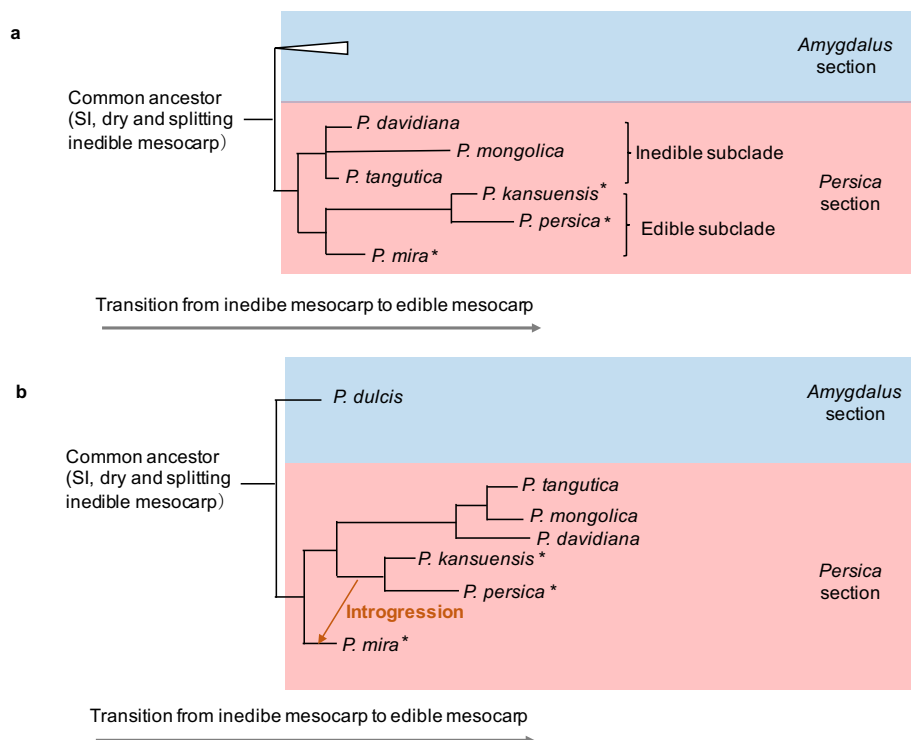 a
Amygdalus
section
Common ancestor
(SI, dry and splitting
inedible mesocarp)
P. davidiana
P. mongolica
P. tangutica
Inedible subclade
P. kansuensis*
P. persica*
Edible subclade
P. mira*
Persica
section
Transition from inedibe mesocarp to edible mesocarp
b
P. dulcis
Amygdalus
section
Common ancestor
(SI, dry and splitting
inedible mesocarp)
P. tangutica
P. mongolica
P. davidiana
P. kansuensis*
P. persica*
Introgression
P. mira*
Persica
section
Transition from inedibe mesocarp to edible mesocarp